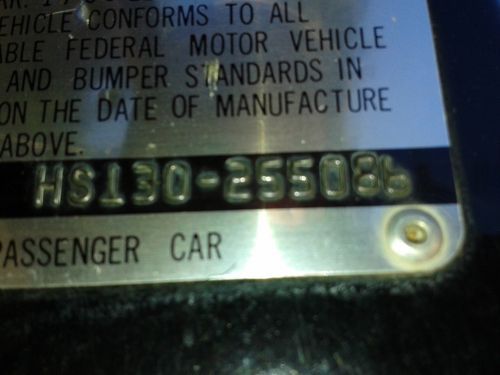 VEHICLE CONFORMS TO ALL
ABLE FEDERAL MOTOR VEHICLE
AND BUMPER STANDARDS IN
ON THE DATE OF MANUFACTURE
ABOVE.
HS130-255086
PASSENGER CAR